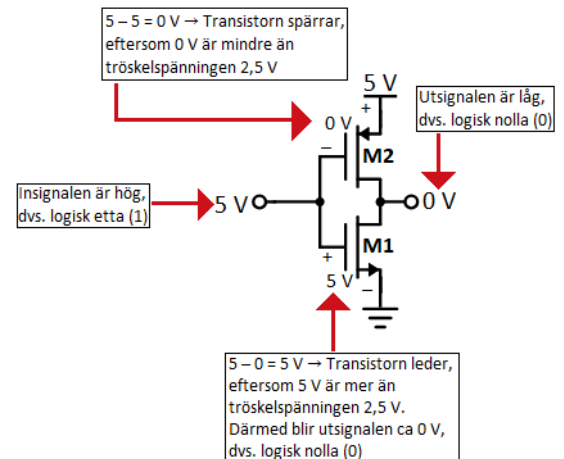 5 – 5 = 0 V → Transistorn spärrar,
eftersom 0 V är mindre än
tröskelspänningen 2,5 V
5 V
+
Utsignalen är låg,
dvs. logisk nolla (0)
0 V
–
M2
Insignalen är hög,
dvs. logisk etta (1)
5 V
0 V
M1
+
5 V
–
5 – 0 = 5 V → Transistorn leder,
eftersom 5 V är mer än
tröskelspänningen 2,5 V.
Därmed blir utsignalen ca 0 V,
dvs. logisk nolla (0)